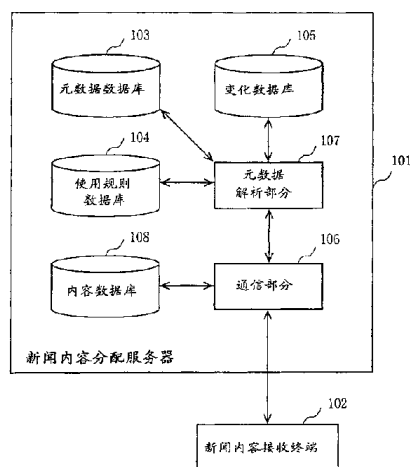 103
105
元数据数据库
变化数据库
104
107
101
使用规则
数据库
元数据
解析部分
108
106
内容数据库
通信部分
新闻内容分配服务器
102
新闻内容接收终端